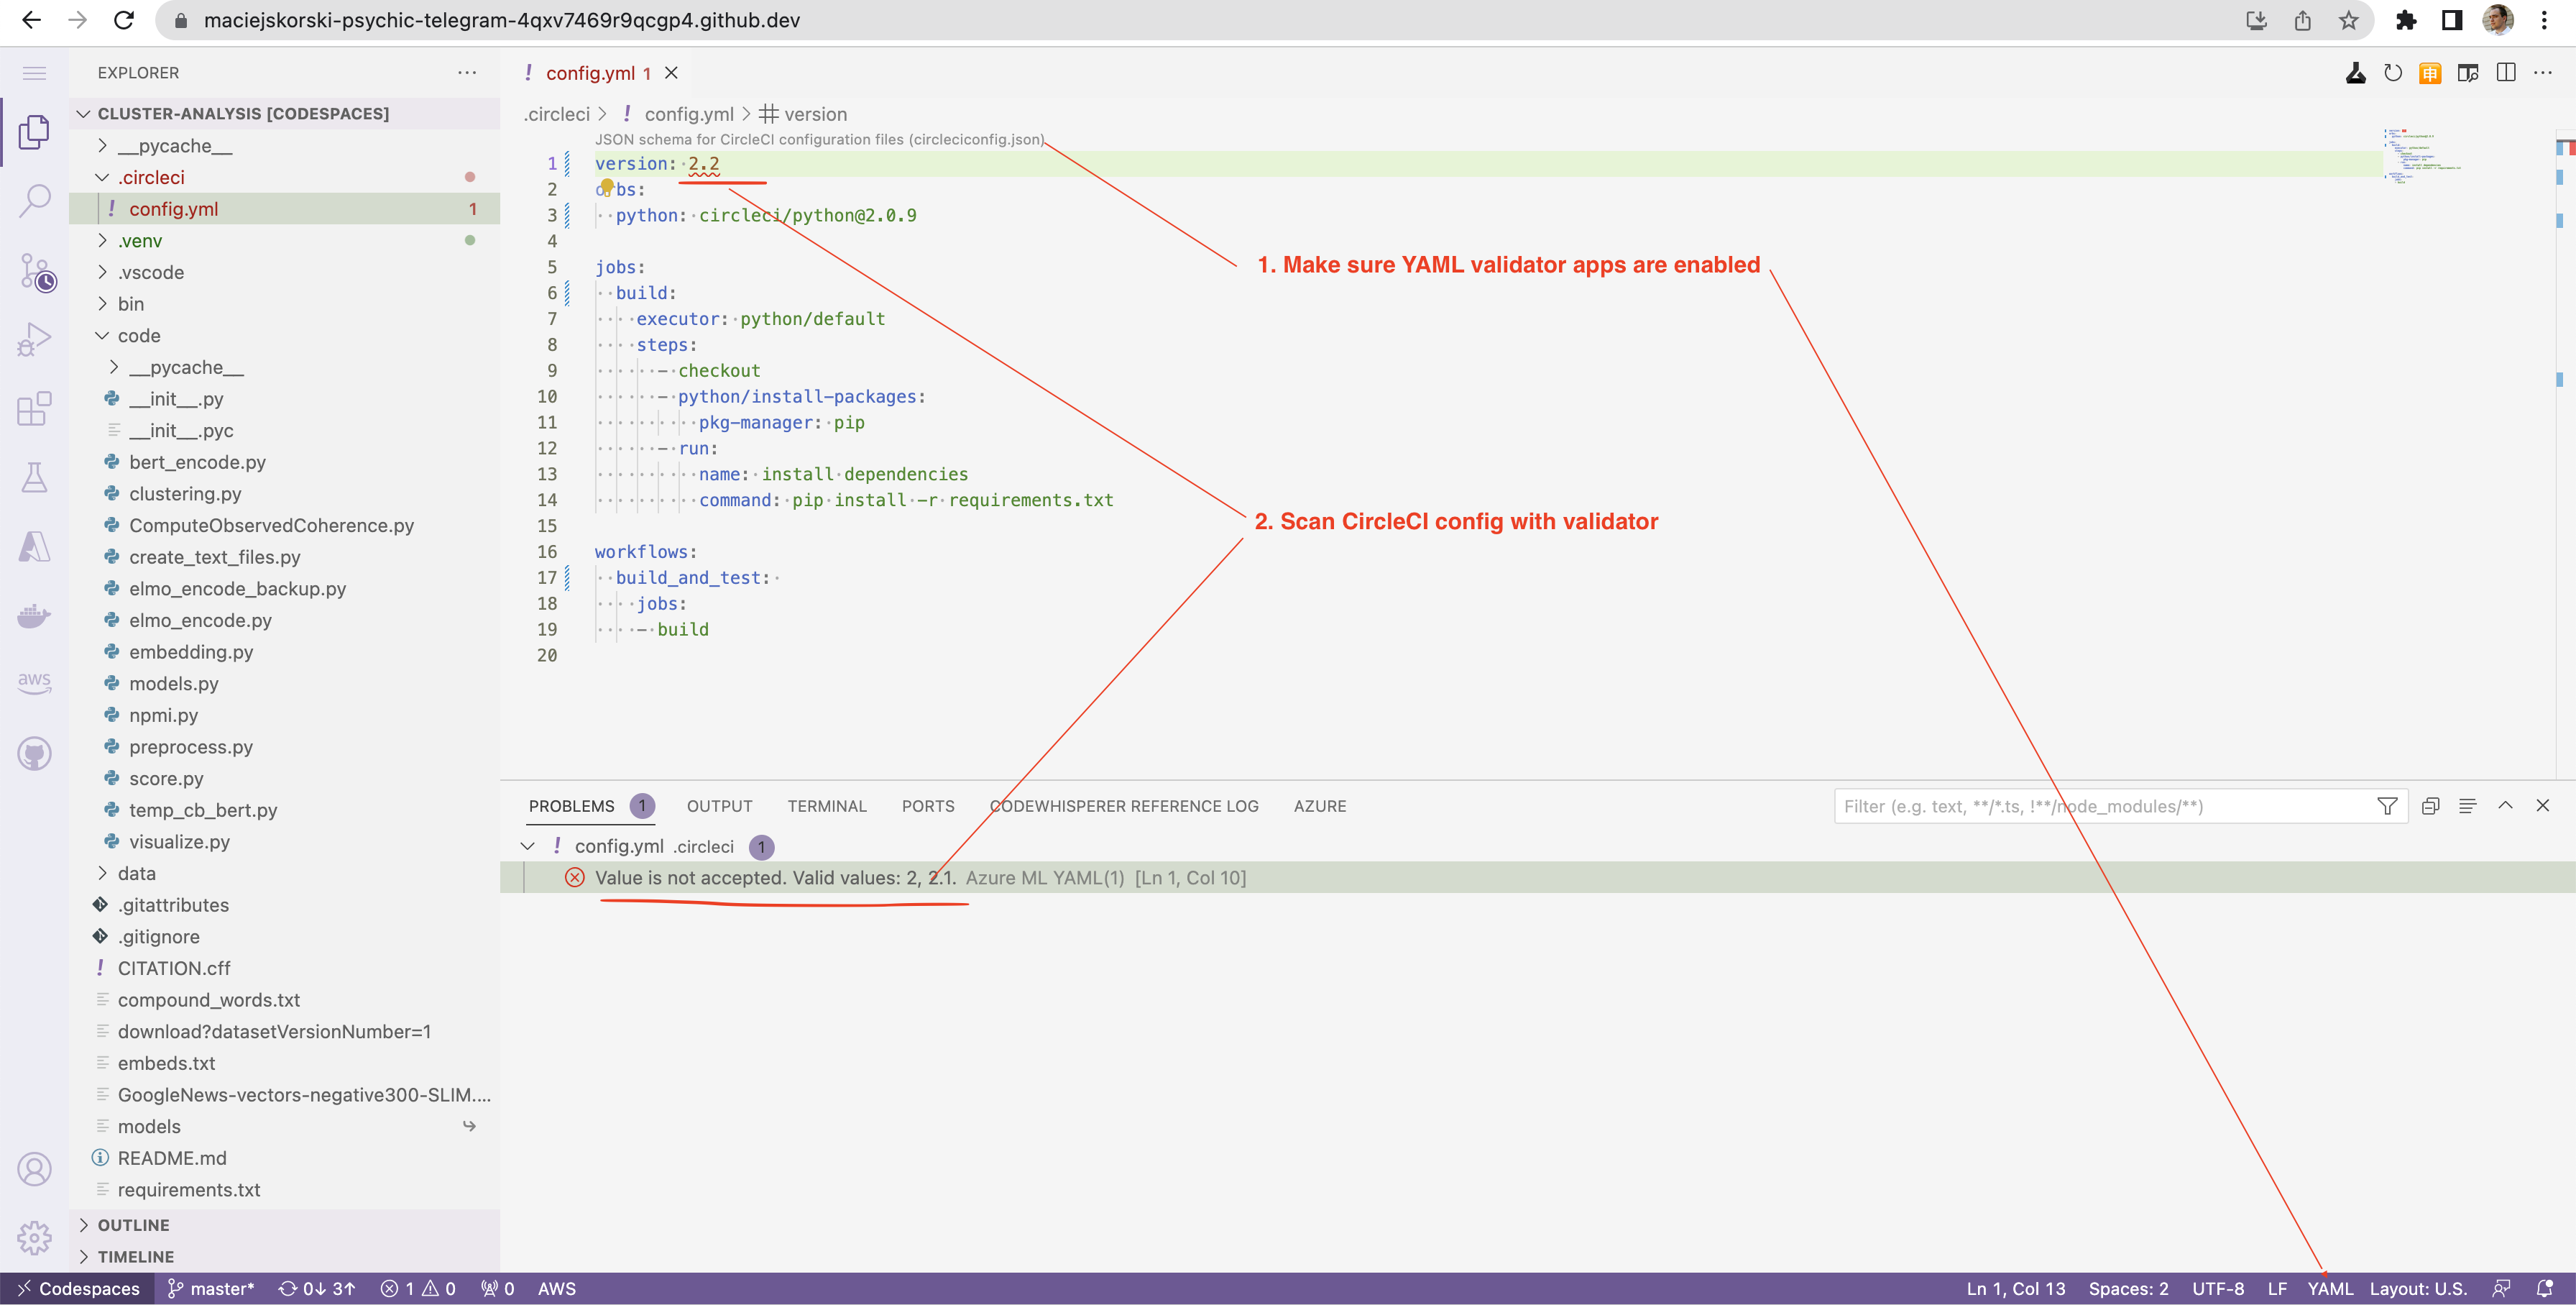 maciejskorski-psychic-telegram-4qxv7469r9qcgp4.github.dev
EXPLORER
CLUSTER-ANALYSIS [CODESPACES]
__pycache__
.circleci
config.yml 1
.venv
.vscode
bin
code
__pycache__
__init__.py
__init__.pyc
bert_encode.py
clustering.py
ComputeObservedCoherence.py
create_text_files.py
elmo_encode_backup.py
elmo_encode.py
embedding.py
models.py
npmi.py
preprocess.py
score.py
temp_cb_bert.py
visualize.py
data
.gitattributes
.gitignore
CITATION.cff
compound_words.txt
download?datasetVersionNumber=1
embeds.txt
GoogleNews-vectors-negative300-SLIM....
models
README.md
requirements.txt
OUTLINE
TIMELINE
aws
! config.yml 1
.circleci > ! config.yml > version
JSON schema for CircleCI configuration files (circleciconfig.json)
1 version: 2.2
2 orbs:
3 python: circleci/python@2.0.9
4
5 jobs:
6 build:
7 executor: python/default
8 steps:
9 - checkout
10 - python/install-packages:
11 pkg-manager: pip
12 - run:
13 name: install dependencies
14 command: pip install -r requirements.txt
15
16 workflows:
17 build_and_test:
18 jobs:
19 - build
20
1. Make sure YAML validator apps are enabled
2. Scan CircleCI config with validator
PROBLEMS 1 OUTPUT TERMINAL PORTS CODEWHISPERER REFERENCE LOG AZURE
Filter (e.g. text, **/*.ts, !**/node_modules/**)
! config.yml .circleci 1
Value is not accepted. Valid values: 2, 2.1. Azure ML YAML(1) [Ln 1, Col 10]
Codespaces master* 0↓ 3↑ 1 0 0 AWS
Ln 1, Col 13 Spaces: 2 UTF-8 LF YAML Layout: U.S.